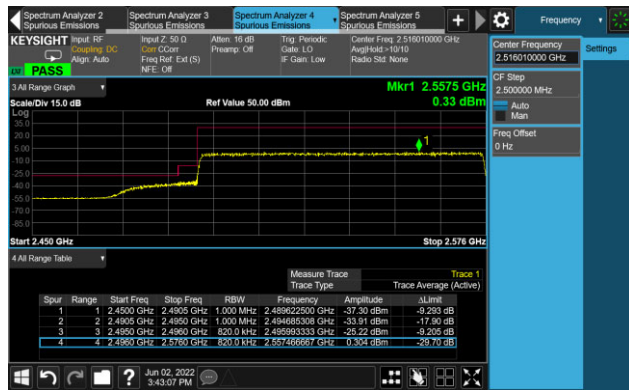 Spectrum Analyzer 2
Spurious Emissions
Spectrum Analyzer 3
Spurious Emissions
Spectrum Analyzer 4
Spurious Emissions
Spectrum Analyzer 5
Spurious Emissions
Frequency
KEYSIGHT
Input: RF
Coupling: DC
Align: Auto
Input Z: 50 Ω
Corr CCorr
Freq Ref: Ext (S)
NFE: Off
Atten: 16 dB
Preamp: Off
Trig: Periodic
Gate: LO
IF Gain: Low
Center Freq: 2.516010000 GHz
Avg|Hold:>10/10
Radio Std: None
PASS
Center Frequency
2.516010000 GHz
Settings
CF Step
2.500000 MHz
Auto
Man
Freq Offset
0 Hz
3 All Range Graph
Mkr1 2.5575 GHz
0.33 dBm
Scale/Div 15.0 dB
Ref Value 50.00 dBm
Log
35.0
20.0
5.00
-10.0
-25.0
-40.0
-55.0
-70.0
-85.0
1
Start 2.450 GHz
Stop 2.576 GHz
4 All Range Table
Measure Trace Trace 1
Trace Type Trace Average (Active)
Spur Range Start Freq Stop Freq RBW Frequency Amplitude ΔLimit
1 1 2.4500 GHz 2.4905 GHz 1.000 MHz 2.489622500 GHz -37.30 dBm -9.293 dB
2 2 2.4905 GHz 2.4950 GHz 1.000 MHz 2.494685308 GHz -33.91 dBm -17.90 dB
3 3 2.4950 GHz 2.4960 GHz 820.0 kHz 2.495993333 GHz -25.22 dBm -9.205 dB
4 4 2.4960 GHz 2.5760 GHz 820.0 kHz 2.557466667 GHz 0.304 dBm -29.70 dB
Jun 02, 2022
3:43:07 PM